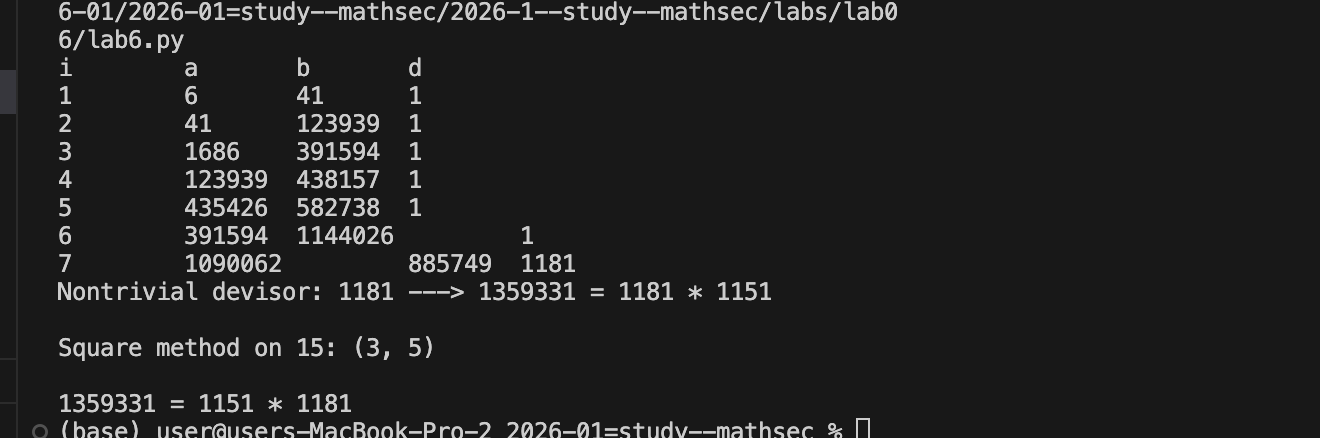 6-01/2026-01=study--mathsec/2026-1--study--mathsec/labs/lab0
6/lab6.py
i a b d
1 6 41 1
2 41 123939 1
3 1686 391594 1
4 123939 438157 1
5 435426 582738 1
6 391594 1144026 1
7 1090062 885749 1181
Nontrivial devisor: 1181 ---> 1359331 = 1181 * 1151
Square method on 15: (3, 5)
1359331 = 1151 * 1181
(base) user@users-MacBook-Pro-2 2026-01=study--mathsec %